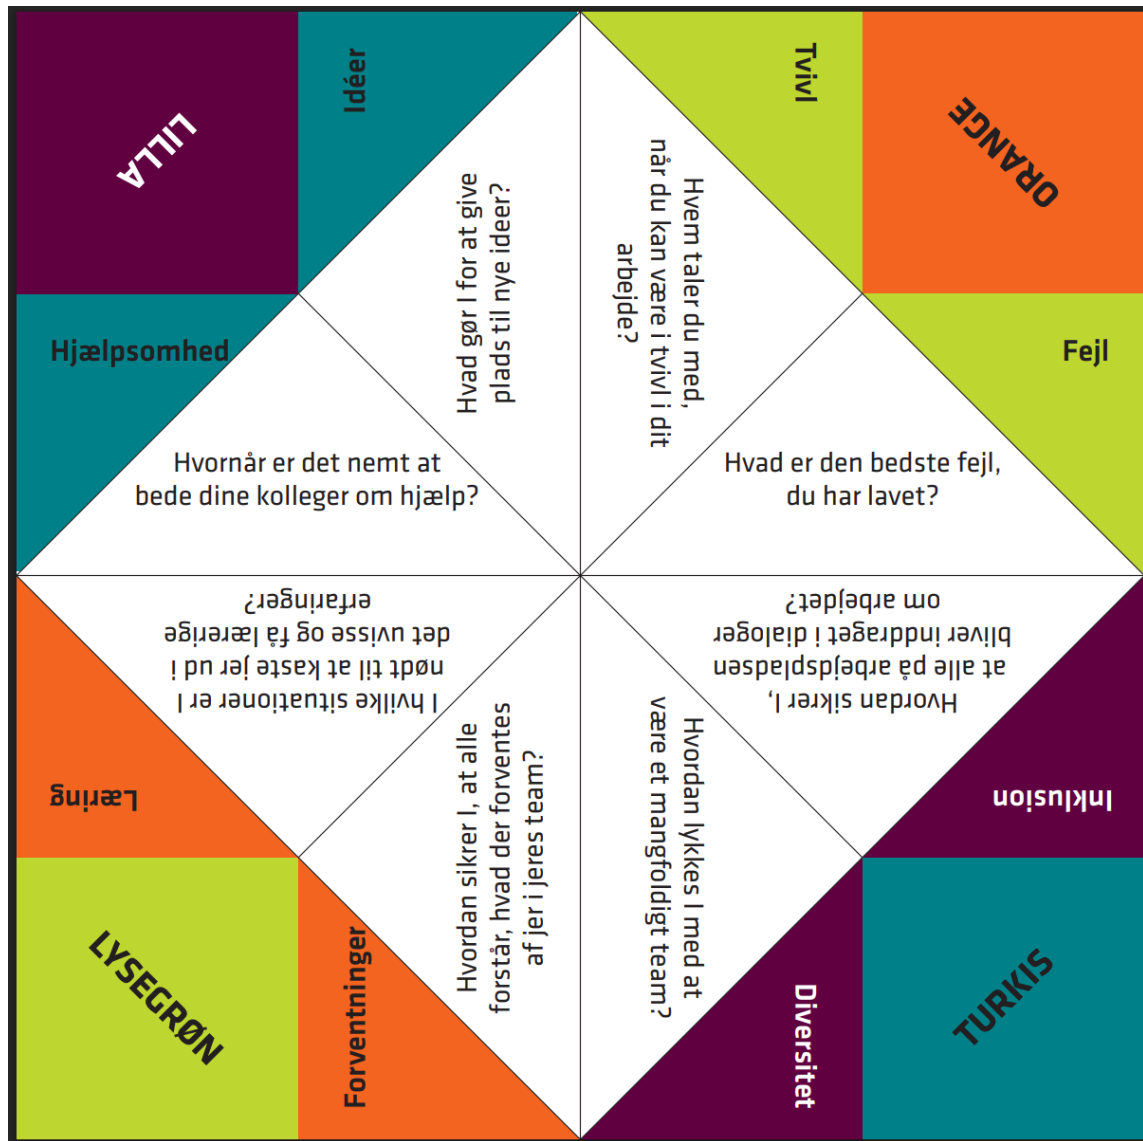 LILLA
Idéer
Hvad gør I for at give
plads til nye ideer?
Tvivl
Hvem taler du med,
når du kan være i tvivl i dit
arbejde?
ORANGE
Hjælpsomhed
Hvornår er det nemt at
bede dine kolleger om hjælp?
Fejl
Hvad er den bedste fejl,
du har lavet?
I hvilke situationer er I
nødt til at kaste jer ud i
det uvisse og få lærerige
erfaringer?
Læring
Hvordan sikrer I,
at alle på arbejdspladsen
bliver inddraget i dialoger
om arbejdet?
Inklusion
LYSEGRØN
Forventninger
Hvordan sikrer I, at alle
forstår, hvad der forventes
af jer i jeres team?
Hvordan lykkes I med at
være et mangfoldigt team?
Diversitet
TURKIS